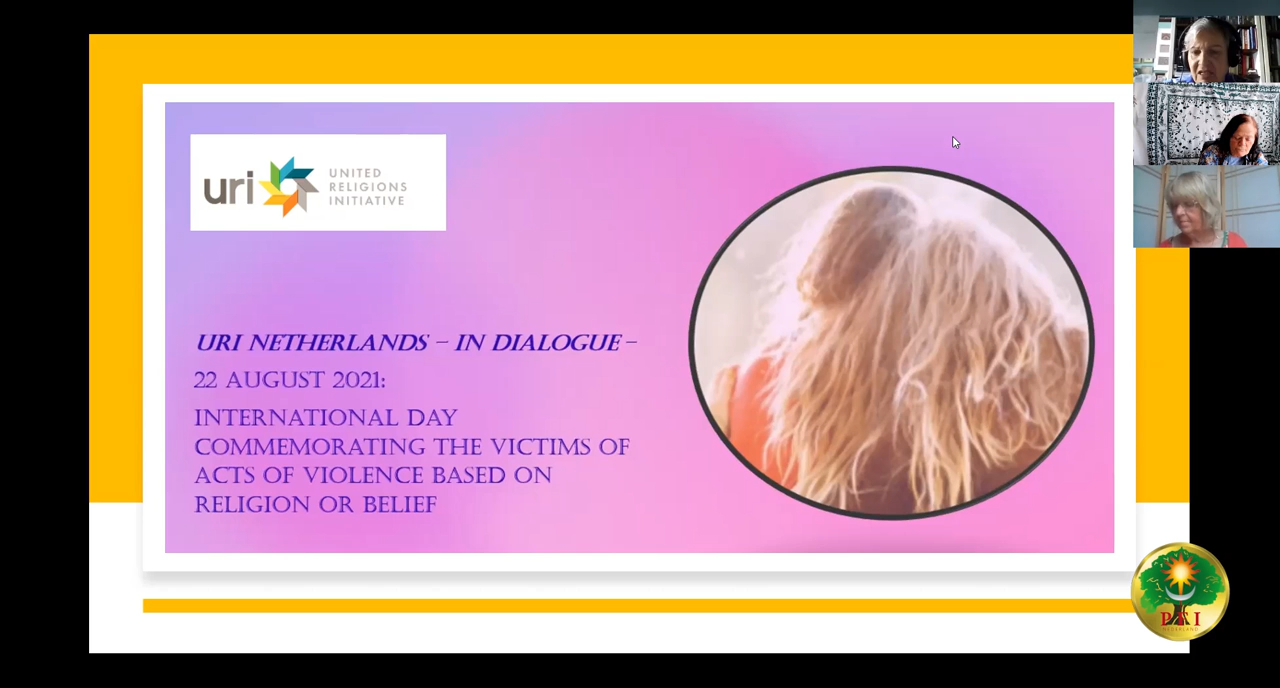 uri UNITED
RELIGIONS
INITIATIVE
URI NETHERLANDS – IN DIALOGUE –
22 AUGUST 2021:
INTERNATIONAL DAY
COMMEMORATING THE VICTIMS OF
ACTS OF VIOLENCE BASED ON
RELIGION OR BELIEF